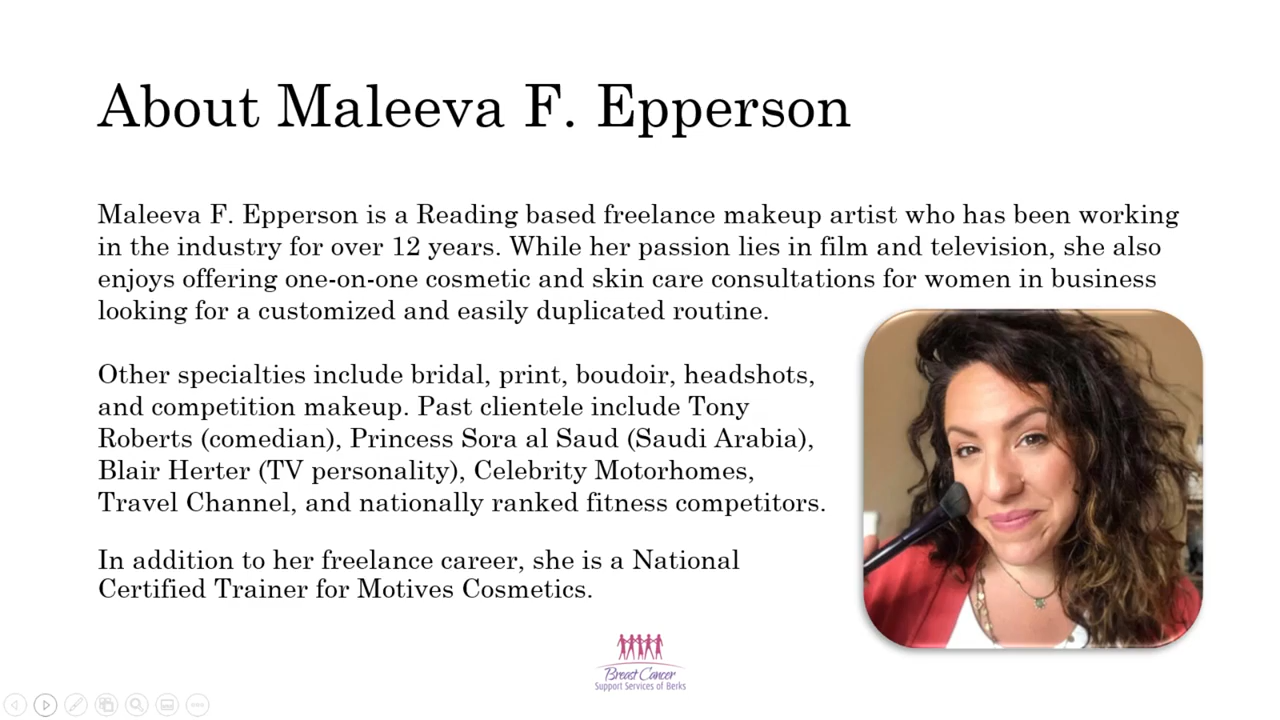 About Maleeva F. Epperson
Maleeva F. Epperson is a Reading based freelance makeup artist who has been working
in the industry for over 12 years. While her passion lies in film and television, she also
enjoys offering one-on-one cosmetic and skin care consultations for women in business
looking for a customized and easily duplicated routine.
Other specialties include bridal, print, boudoir, headshots,
and competition makeup. Past clientele include Tony
Roberts (comedian), Princess Sora al Saud (Saudi Arabia),
Blair Herter (TV personality), Celebrity Motorhomes,
Travel Channel, and nationally ranked fitness competitors.
In addition to her freelance career, she is a National
Certified Trainer for Motives Cosmetics.
Breast Cancer
Support Services of Berks